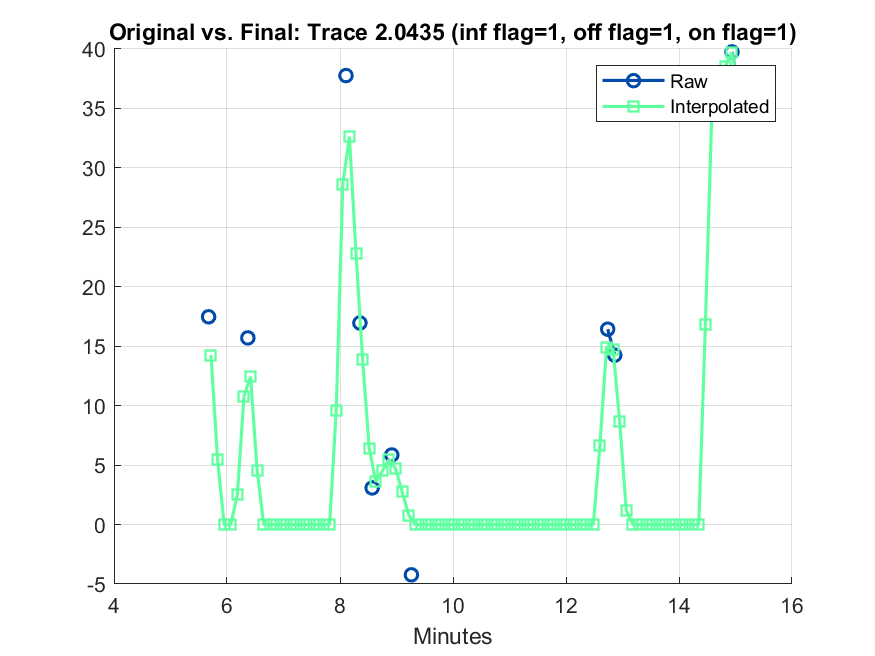 Original vs. Final: Trace 2.0435 (inf flag=1, off flag=1, on flag=1)
40
35
30
25
20
15
10
5
0
-5
Raw
Interpolated
4 6 8 10 12 14 16
Minutes